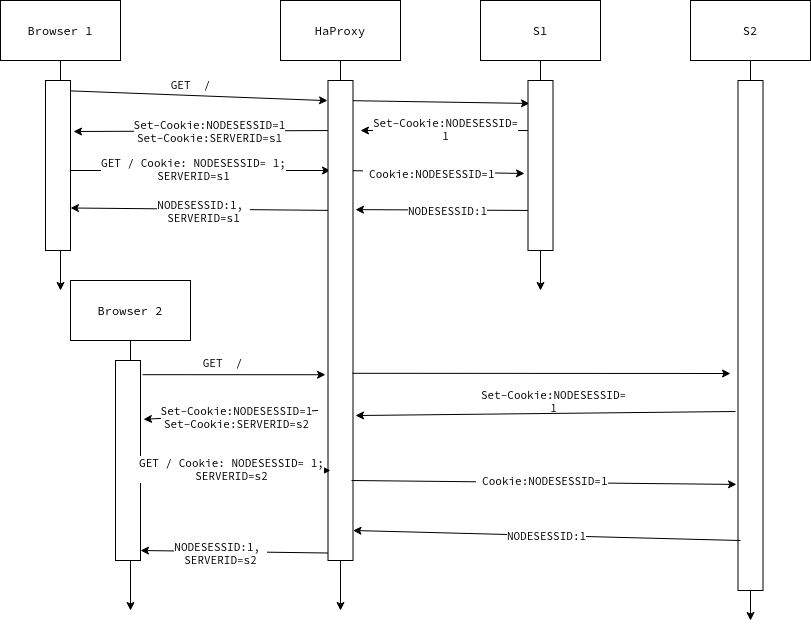 Browser 1
HaProxy
S1
S2
GET /
Set-Cookie:NODESESSID=1
Set-Cookie:SERVERID=s1
Set-Cookie:NODESESSID=
1
GET / Cookie: NODESESSID= 1;
SERVERID=s1
Cookie:NODESESSID=1
NODESESSID:1,
SERVERID=s1
NODESESSID:1
Browser 2
GET /
Set-Cookie:NODESESSID=
1
Set-Cookie:NODESESSID=1
Set-Cookie:SERVERID=s2
GET / Cookie: NODESESSID= 1;
SERVERID=s2
Cookie:NODESESSID=1
NODESESSID:1
NODESESSID:1,
SERVERID=s2